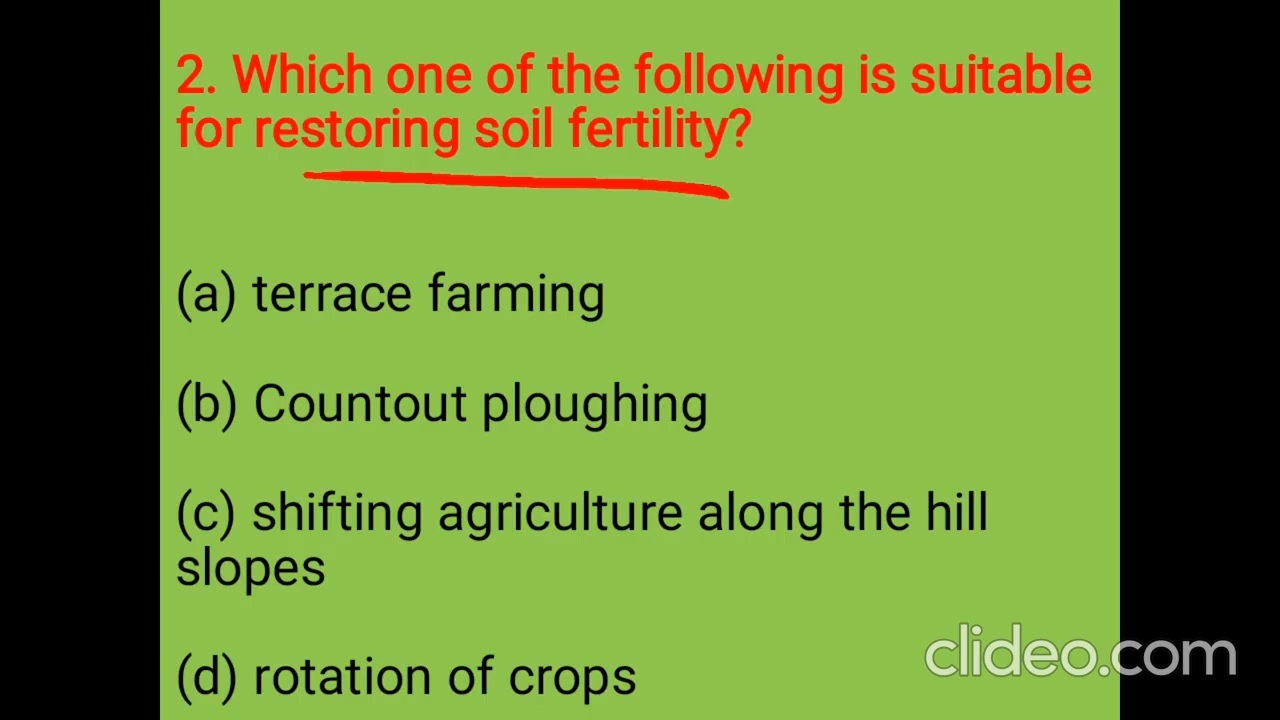 2. Which one of the following is suitable
for restoring soil fertility?
(a) terrace farming
(b) Countout ploughing
(c) shifting agriculture along the hill
slopes
(d) rotation of crops
clideo.com